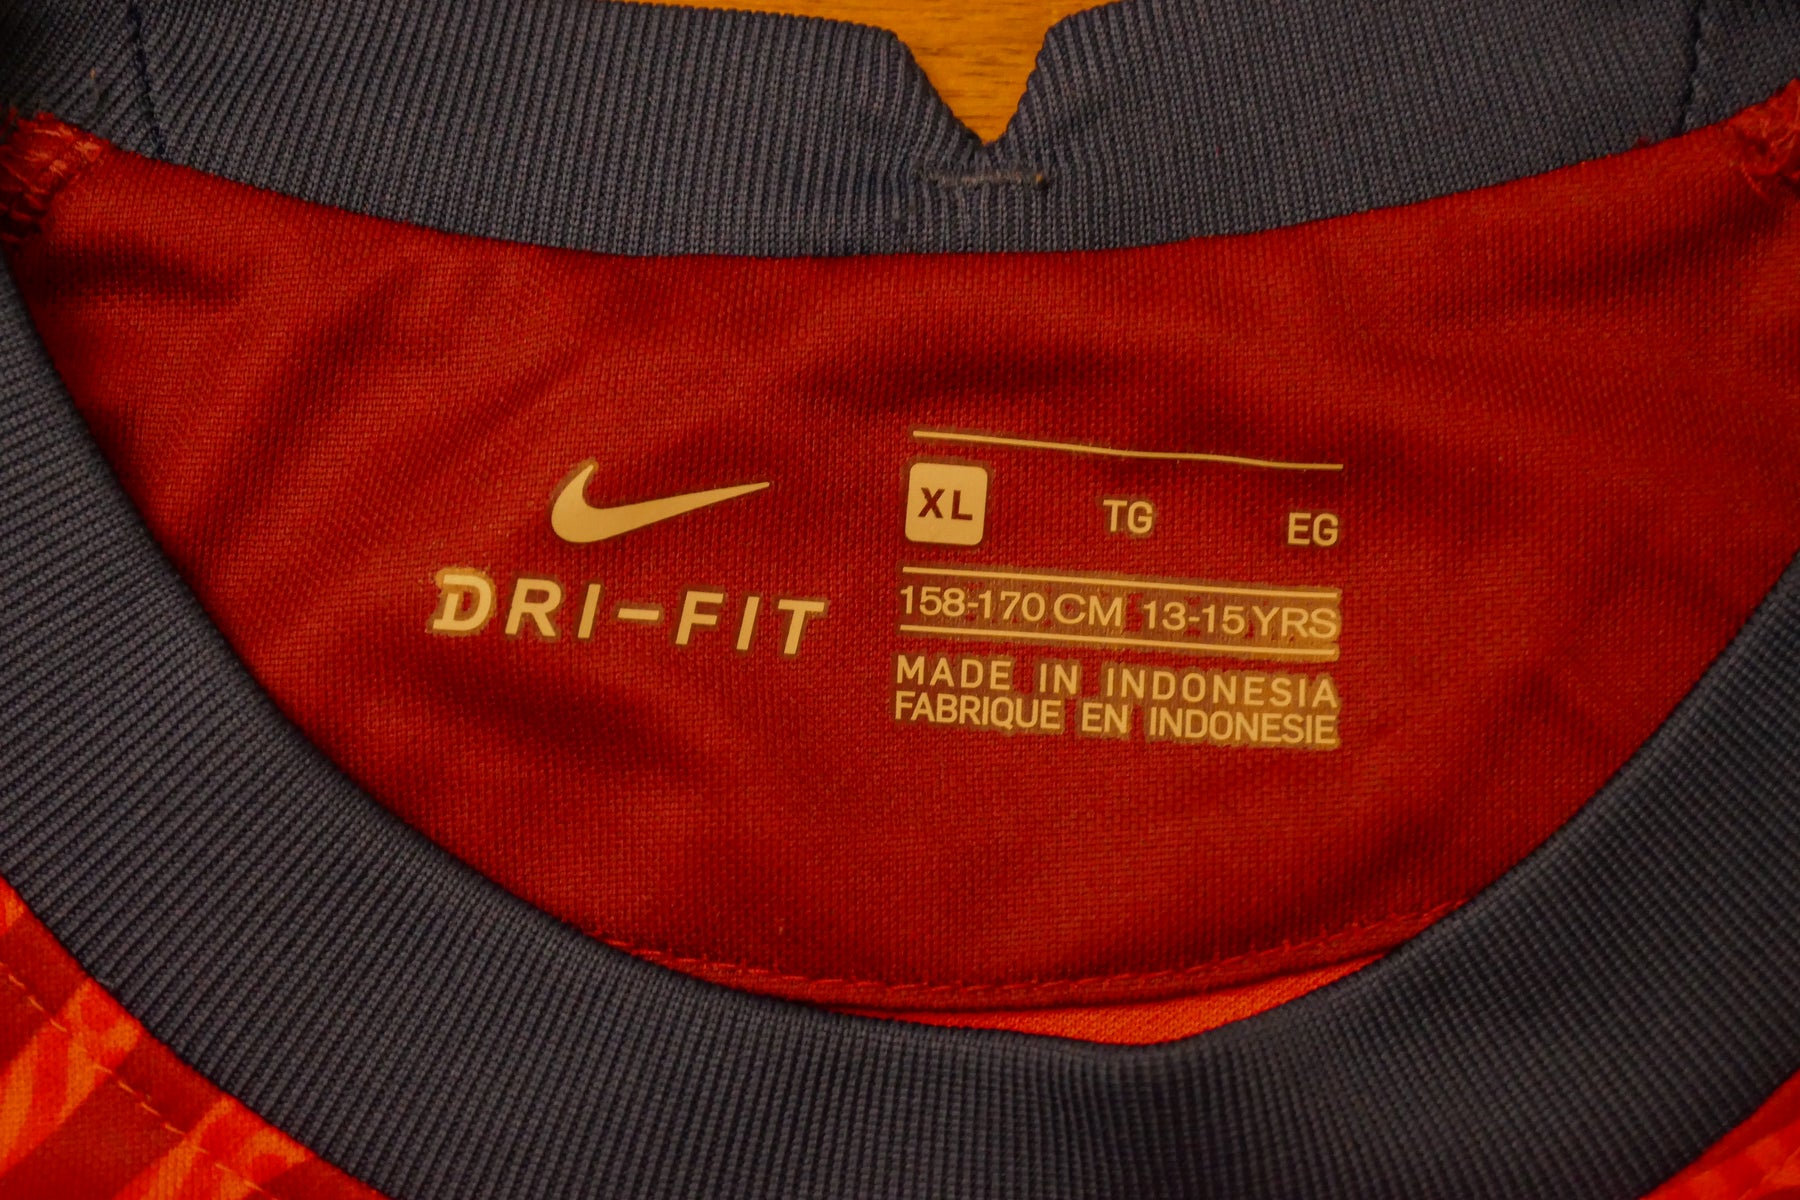 DRI-FIT
XL TG EG
158-170 CM 13-15 YRS
MADE IN INDONESIA
FABRIQUE EN INDONESIE